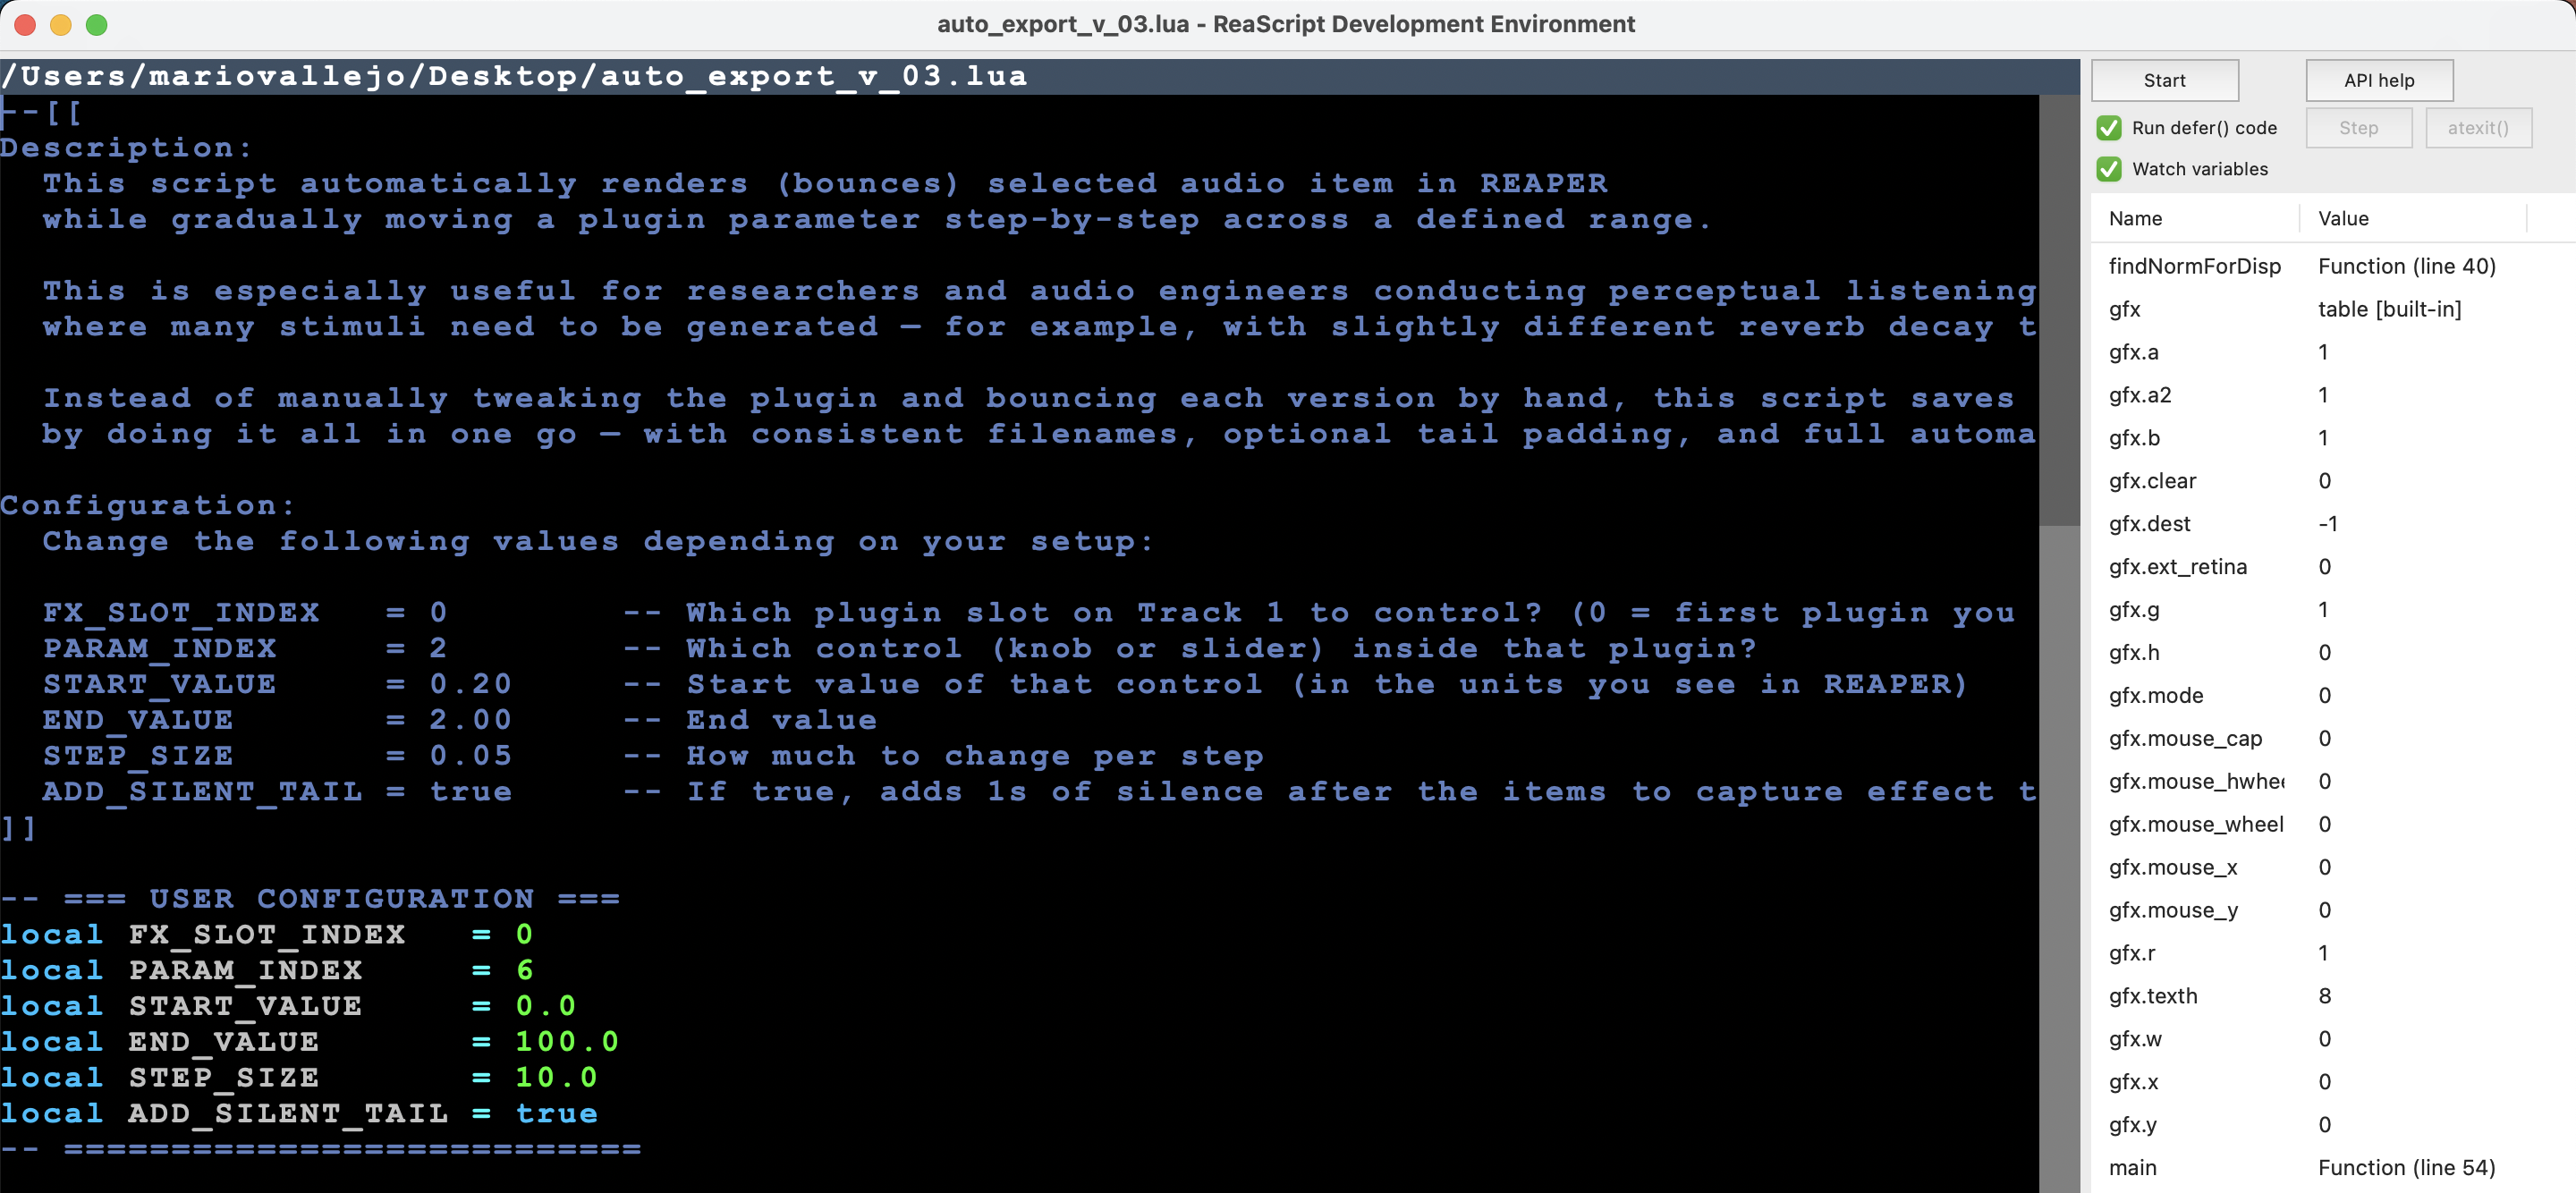 auto_export_v_03.lua - ReaScript Development Environment
/Users/mariovallejo/Desktop/auto_export_v_03.lua
--[[
Description:
  This script automatically renders (bounces) selected audio item in REAPER
  while gradually moving a plugin parameter step-by-step across a defined range.

  This is especially useful for researchers and audio engineers conducting perceptual listening
  where many stimuli need to be generated — for example, with slightly different reverb decay t

  Instead of manually tweaking the plugin and bouncing each version by hand, this script saves
  by doing it all in one go — with consistent filenames, optional tail padding, and full automa

Configuration:
  Change the following values depending on your setup:

  FX_SLOT_INDEX   = 0        -- Which plugin slot on Track 1 to control? (0 = first plugin you
  PARAM_INDEX     = 2        -- Which control (knob or slider) inside that plugin?
  START_VALUE     = 0.20     -- Start value of that control (in the units you see in REAPER)
  END_VALUE       = 2.00     -- End value
  STEP_SIZE       = 0.05     -- How much to change per step
  ADD_SILENT_TAIL = true     -- If true, adds 1s of silence after the items to capture effect t
]]

-- === USER CONFIGURATION ===
local FX_SLOT_INDEX   = 0
local PARAM_INDEX     = 6
local START_VALUE     = 0.0
local END_VALUE       = 100.0
local STEP_SIZE       = 10.0
local ADD_SILENT_TAIL = true
-- ===========================
Start API help
Run defer() code Step atexit()
Watch variables
Name Value
findNormForDisp Function (line 40)
gfx table [built-in]
gfx.a 1
gfx.a2 1
gfx.b 1
gfx.clear 0
gfx.dest -1
gfx.ext_retina 0
gfx.g 1
gfx.h 0
gfx.mode 0
gfx.mouse_cap 0
gfx.mouse_hwhee 0
gfx.mouse_wheel 0
gfx.mouse_x 0
gfx.mouse_y 0
gfx.r 1
gfx.texth 8
gfx.w 0
gfx.x 0
gfx.y 0
main Function (line 54)